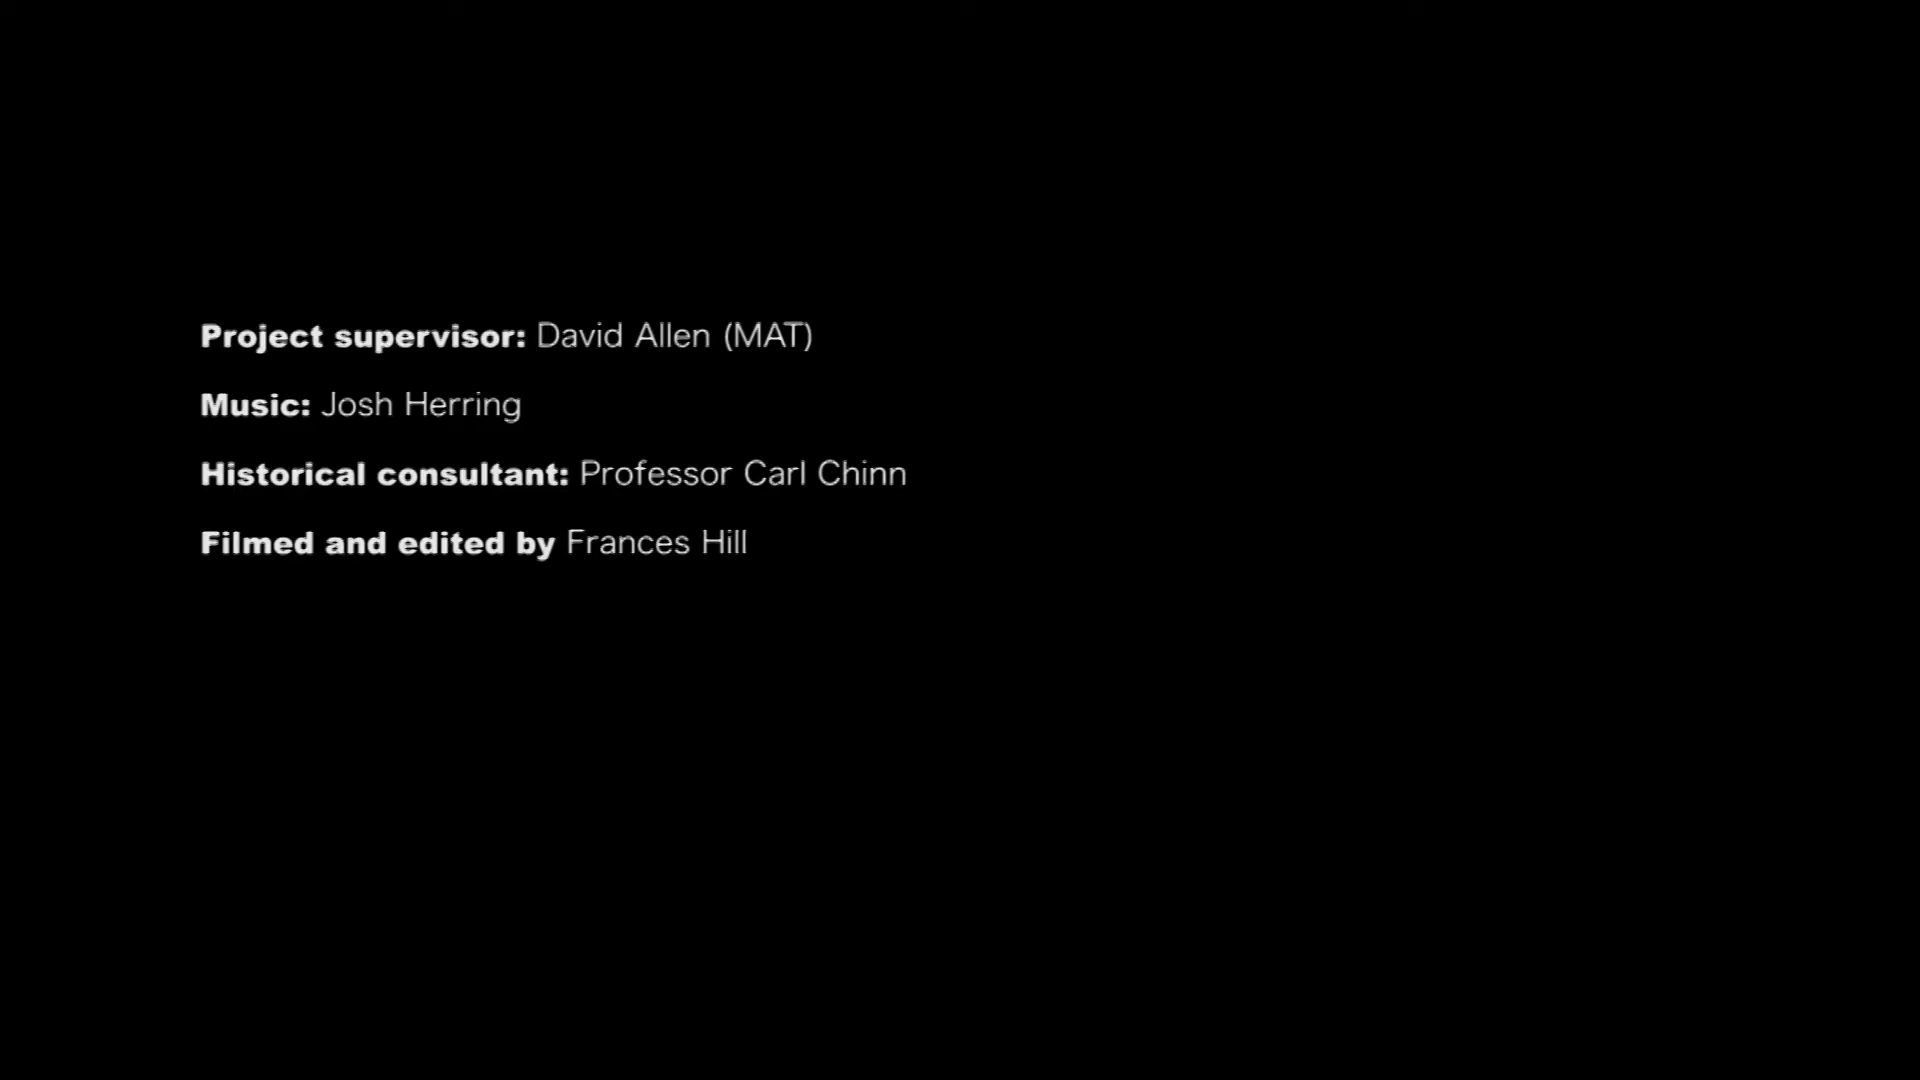 Project supervisor: David Allen (MAT)
Music: Josh Herring
Historical consultant: Professor Carl Chinn
Filmed and edited by Frances Hill